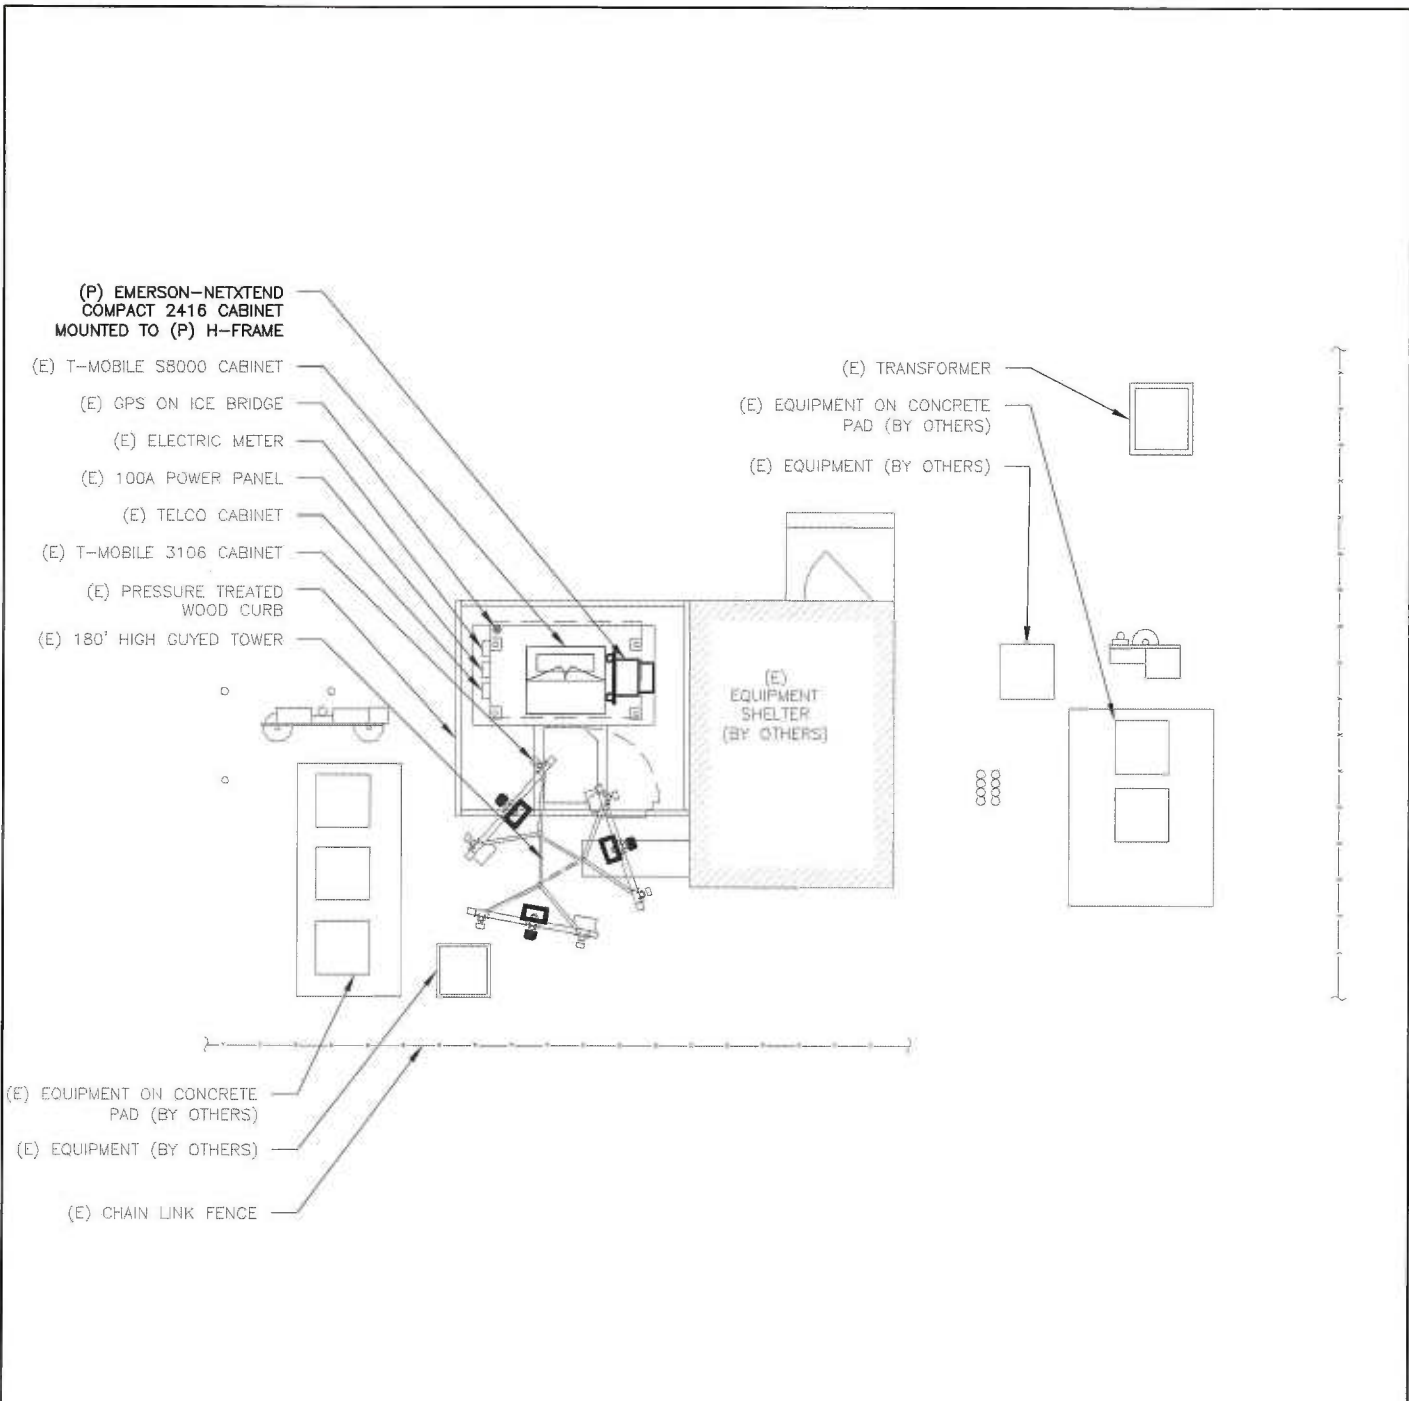 (P) EMERSON-NETXTEND
COMPACT 2416 CABINET
MOUNTED TO (P) H-FRAME
(E) T-MOBILE S8000 CABINET
(E) GPS ON ICE BRIDGE
(E) ELECTRIC METER
(E) 100A POWER PANEL
(E) TELCO CABINET
(E) T-MOBILE 3106 CABINET
(E) PRESSURE TREATED
WOOD CURB
(E) 180' HIGH GUYED TOWER
(E) TRANSFORMER
(E) EQUIPMENT ON CONCRETE
PAD (BY OTHERS)
(E) EQUIPMENT (BY OTHERS)
(E)
EQUIPMENT
SHELTER
(BY OTHERS)
(E) EQUIPMENT ON CONCRETE
PAD (BY OTHERS)
(E) EQUIPMENT (BY OTHERS)
(E) CHAIN LINK FENCE